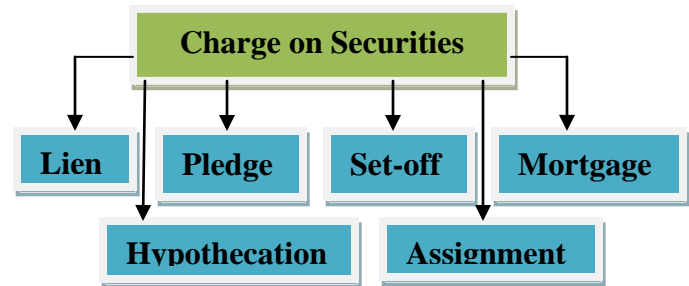 Charge on Securities
Lien
Pledge
Set-off
Mortgage
Hypothecation
Assignment